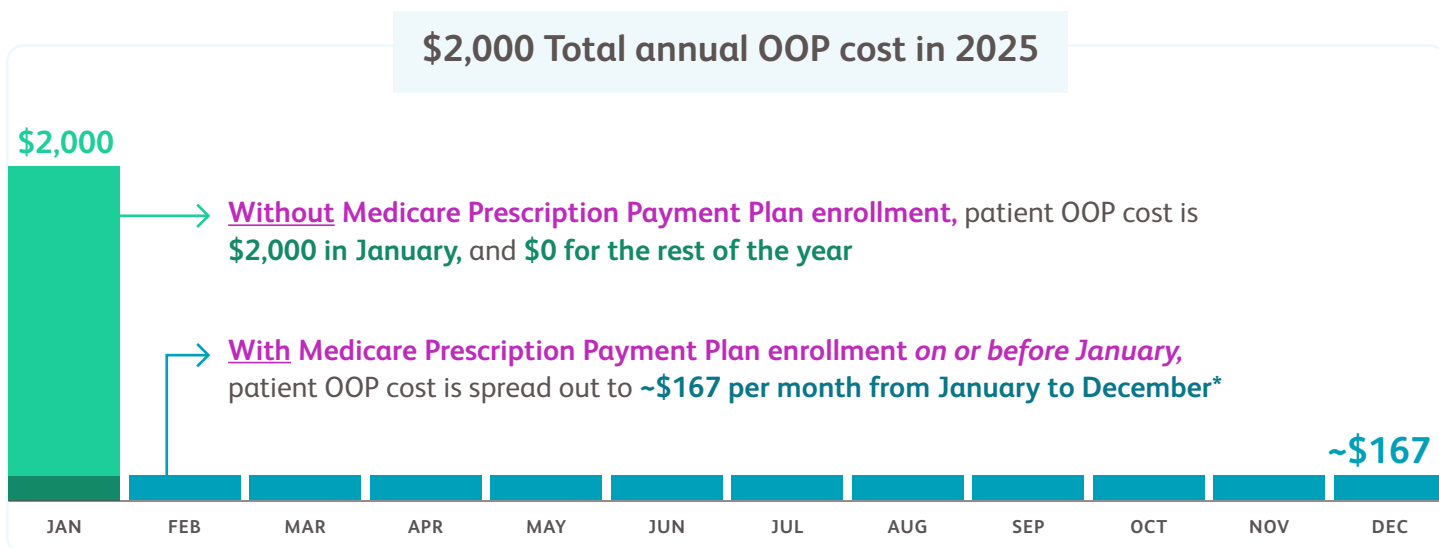 $2,000 Total annual OOP cost in 2025
$2,000
Without Medicare Prescription Payment Plan enrollment, patient OOP cost is
$2,000 in January, and $0 for the rest of the year
With Medicare Prescription Payment Plan enrollment on or before January,
patient OOP cost is spread out to ~$167 per month from January to December*
~$167
JAN FEB MAR APR MAY JUN JUL AUG SEP OCT NOV DEC